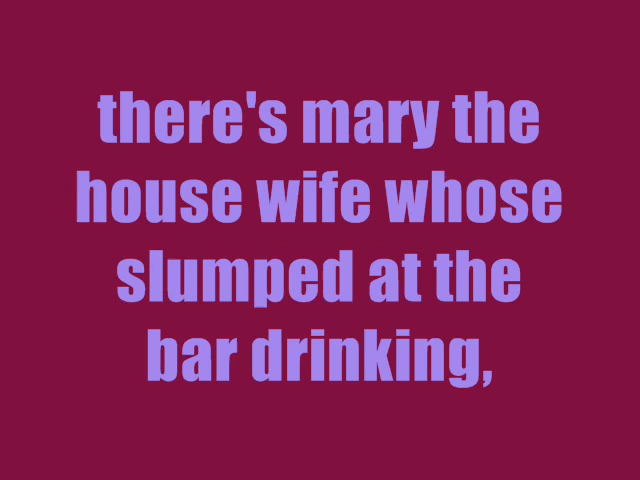 there's mary the
house wife whose
slumped at the
bar drinking,